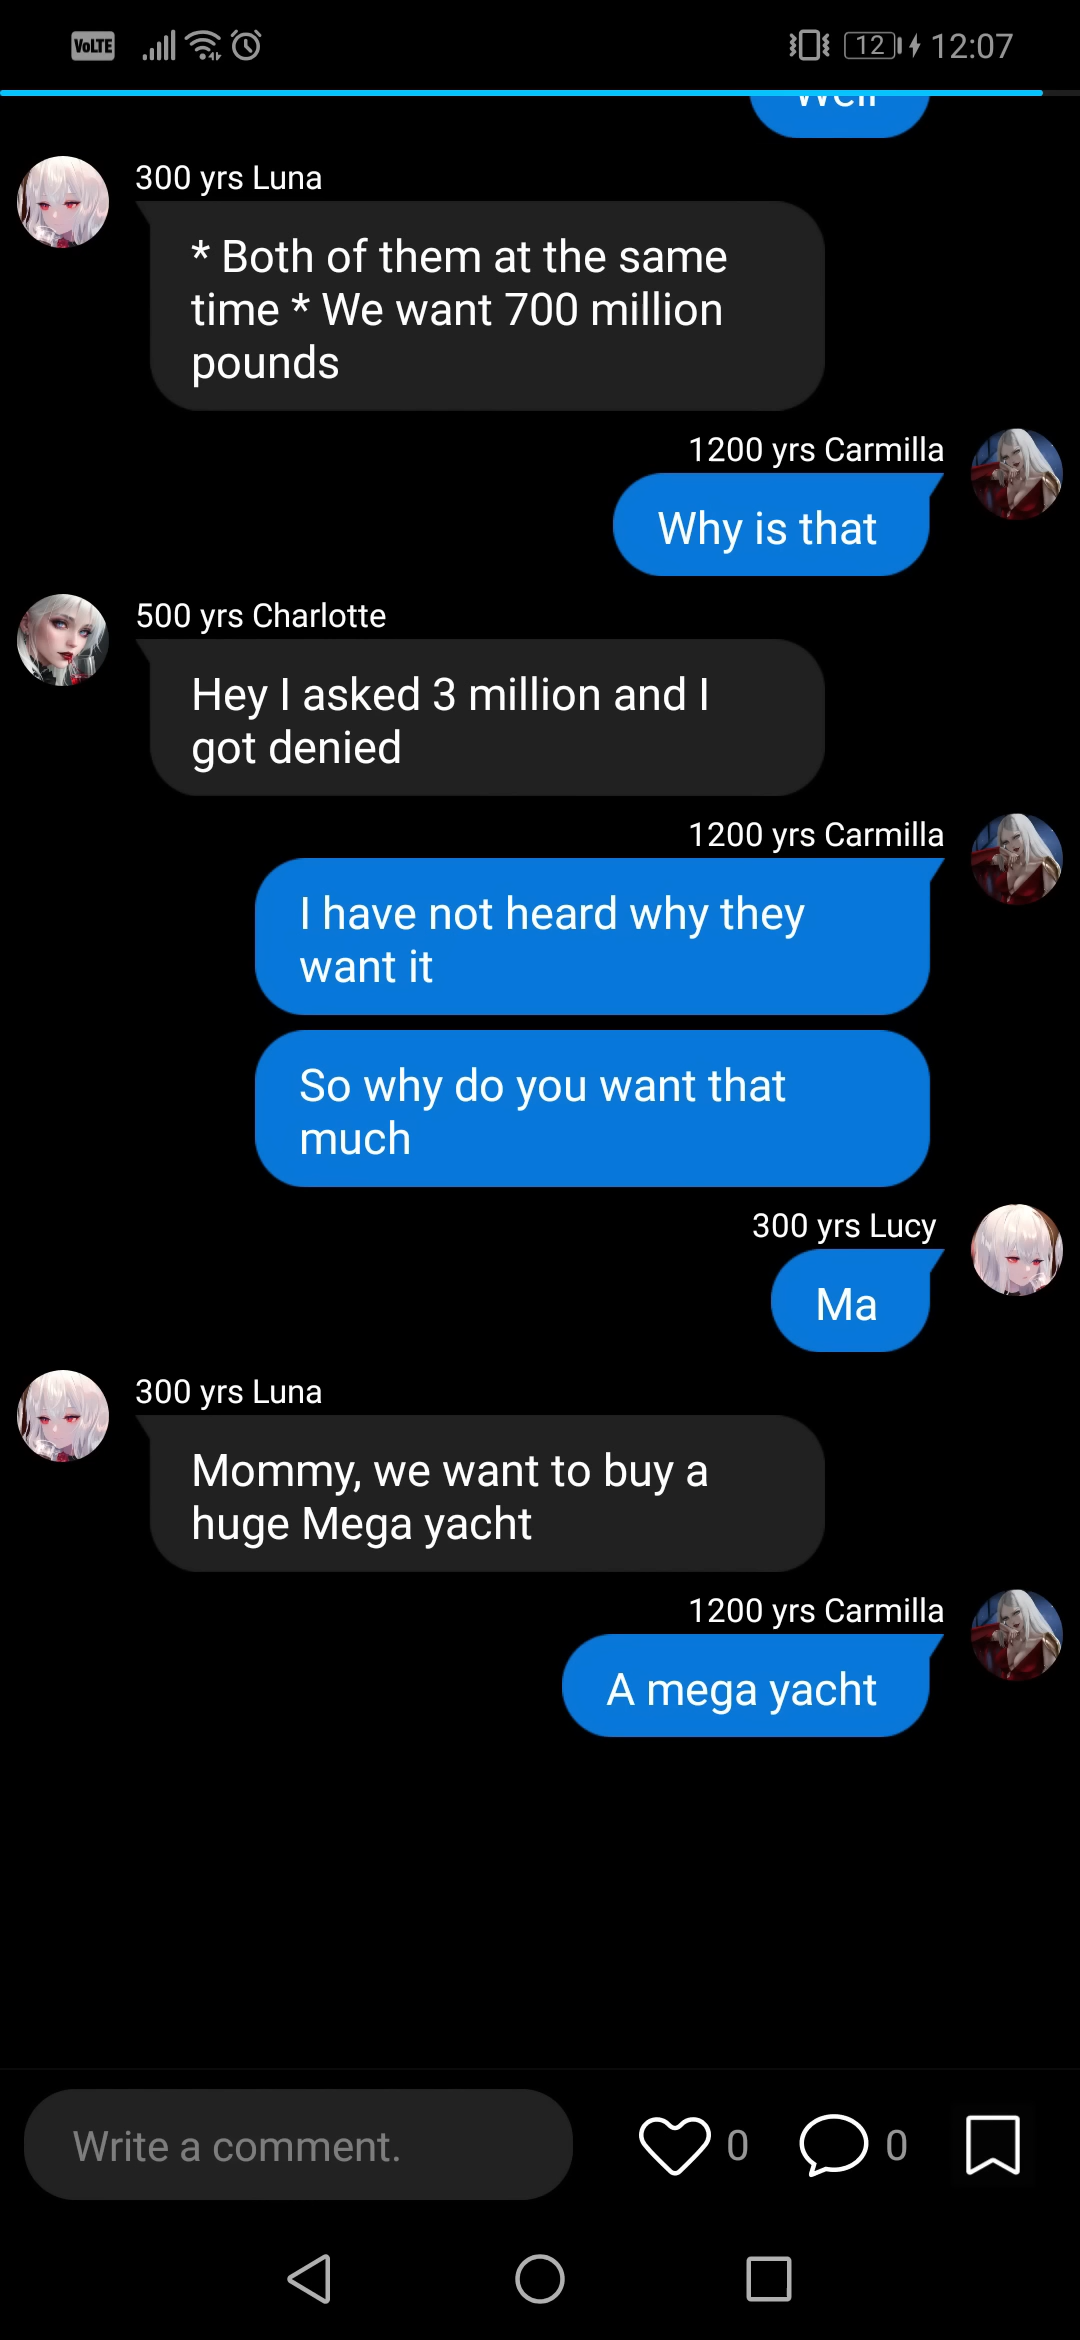 VoLTE 12 12:07
300 yrs Luna
* Both of them at the same
time * We want 700 million
pounds
1200 yrs Carmilla
Why is that
500 yrs Charlotte
Hey I asked 3 million and I
got denied
1200 yrs Carmilla
I have not heard why they
want it
So why do you want that
much
300 yrs Lucy
Ma
300 yrs Luna
Mommy, we want to buy a
huge Mega yacht
1200 yrs Carmilla
A mega yacht
Write a comment. 0 0